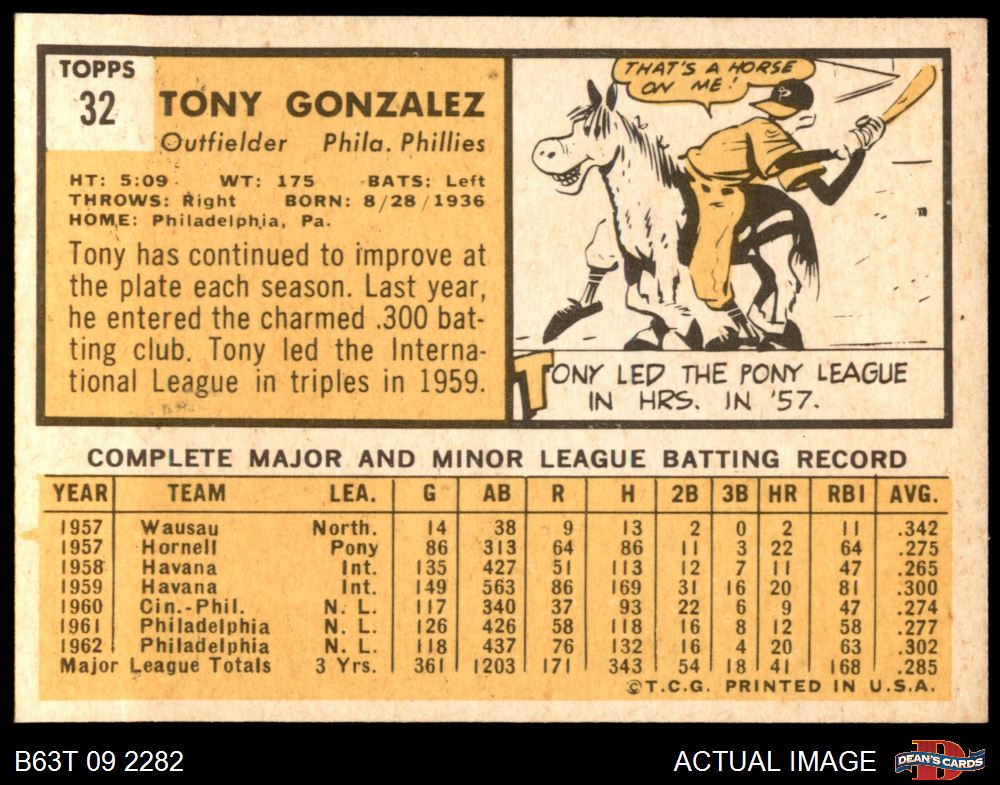 TOPPS
32
TONY GONZALEZ
Outfielder Phila. Phillies
HT: 5:09 WT: 175 BATS: Left
THROWS: Right BORN: 8/28/1936
HOME: Philadelphia, Pa.
Tony has continued to improve at
the plate each season. Last year,
he entered the charmed .300 bat-
ting club. Tony led the Interna-
tional League in triples in 1959.
THAT'S A HORSE
ON ME!
TONY LED THE PONY LEAGUE
IN HRS. IN '57.
COMPLETE MAJOR AND MINOR LEAGUE BATTING RECORD
YEAR TEAM LEA. G AB R H 2B 3B HR RBI AVG.
1957 Wausau North. 14 38 9 13 2 0 2 11 .342
1957 Hornell Pony 86 313 64 86 11 3 22 64 .275
1958 Havana Int. 135 427 51 113 12 7 11 47 .265
1959 Havana Int. 149 563 86 169 31 16 20 81 .300
1960 Cin.-Phil. N. L. 117 340 37 93 22 6 9 47 .274
1961 Philadelphia N. L. 126 426 58 118 16 8 12 58 .277
1962 Philadelphia N. L. 118 437 76 132 16 4 20 63 .302
Major League Totals 3 Yrs. 361 1203 171 343 54 18 41 168 .285
©T.C.G. PRINTED IN U.S.A.
B63T 09 2282 ACTUAL IMAGE
DEAN'S CARDS